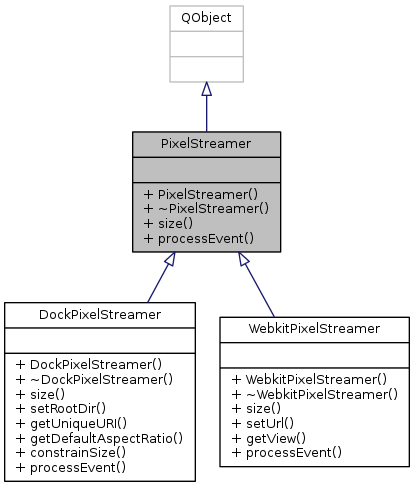 QObject
PixelStreamer
+ PixelStreamer()
+ ~PixelStreamer()
+ size()
+ processEvent()
DockPixelStreamer
+ DockPixelStreamer()
+ ~DockPixelStreamer()
+ size()
+ setRootDir()
+ getUniqueURI()
+ getDefaultAspectRatio()
+ constrainSize()
+ processEvent()
WebkitPixelStreamer
+ WebkitPixelStreamer()
+ ~WebkitPixelStreamer()
+ size()
+ setUrl()
+ getView()
+ processEvent()